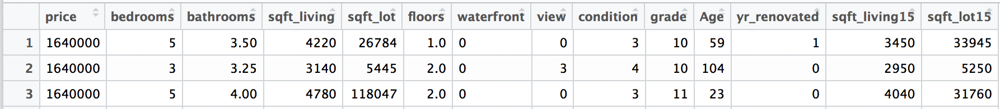 price bedrooms bathrooms sqft_living sqft_lot floors waterfront view condition grade Age yr_renovated sqft_living15 sqft_lot15
1 1640000 5 3.50 4220 26784 1.0 0 0 3 10 59 1 3450 33945
2 1640000 3 3.25 3140 5445 2.0 0 3 4 10 104 0 2950 5250
3 1640000 5 4.00 4780 118047 2.0 0 0 3 11 23 0 4040 31760